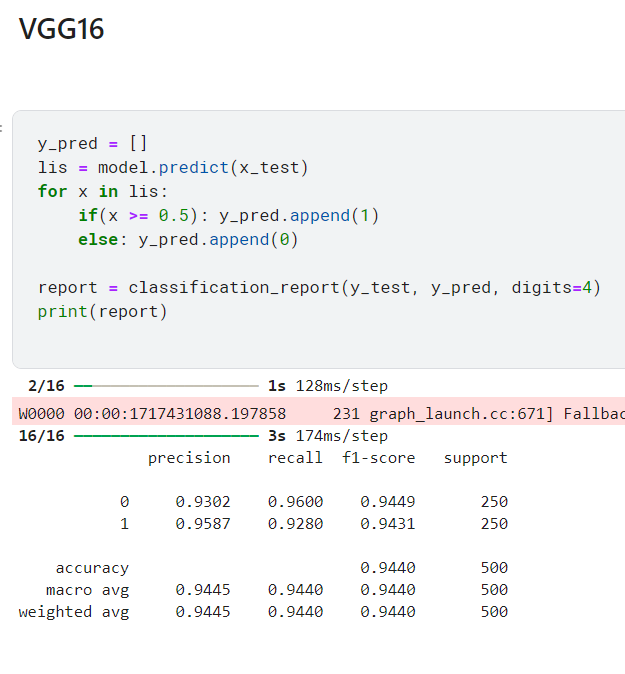 VGG16
:
y_pred = []
lis = model.predict(x_test)
for x in lis:
    if(x >= 0.5): y_pred.append(1)
    else: y_pred.append(0)
report = classification_report(y_test, y_pred, digits=4)
print(report)
2/16 1s 128ms/step
W0000 00:00:1717431088.197858 231 graph_launch.cc:671] Fallbac
16/16 3s 174ms/step
precision recall f1-score support
0 0.9302 0.9600 0.9449 250
1 0.9587 0.9280 0.9431 250
accuracy 0.9440 500
macro avg 0.9445 0.9440 0.9440 500
weighted avg 0.9445 0.9440 0.9440 500